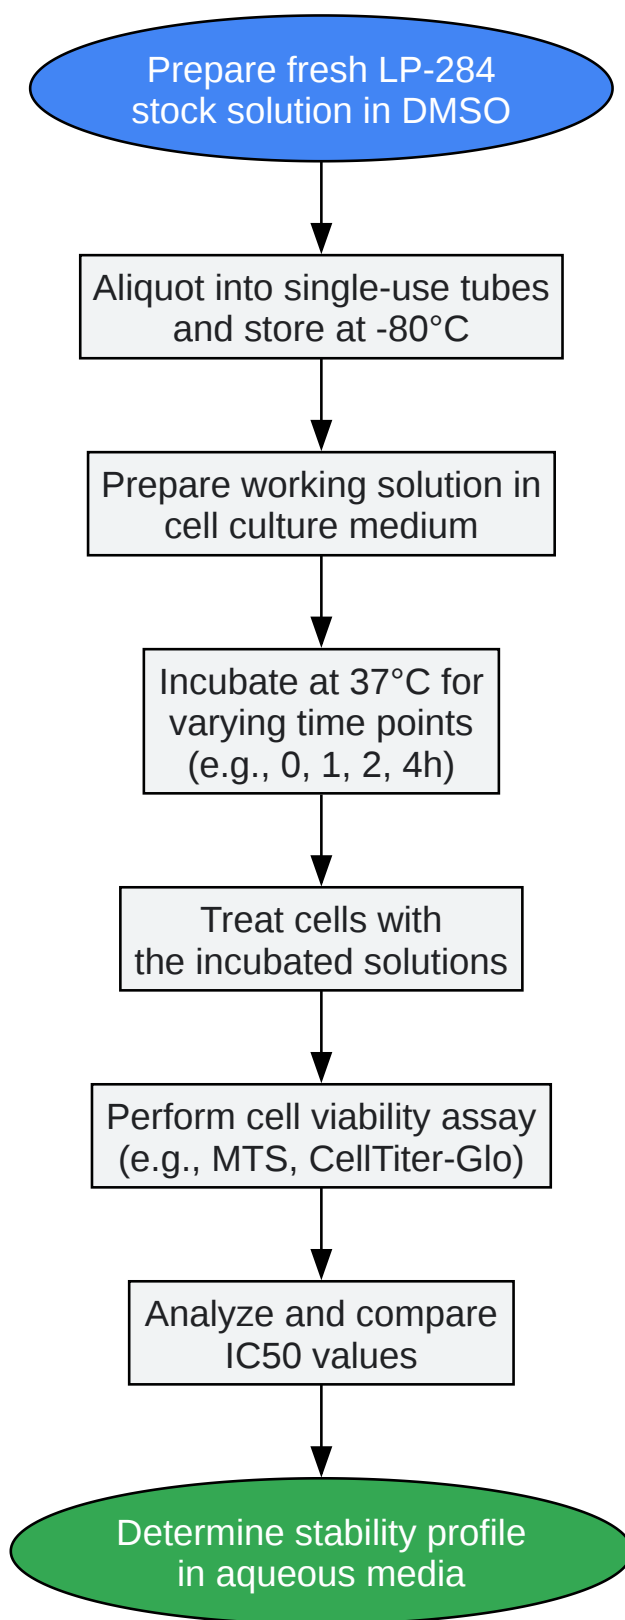 Prepare fresh LP-284
stock solution in DMSO
Aliquot into single-use tubes
and store at -80°C
Prepare working solution in
cell culture medium
Incubate at 37°C for
varying time points
(e.g., 0, 1, 2, 4h)
Treat cells with
the incubated solutions
Perform cell viability assay
(e.g., MTS, CellTiter-Glo)
Analyze and compare
IC50 values
Determine stability profile
in aqueous media